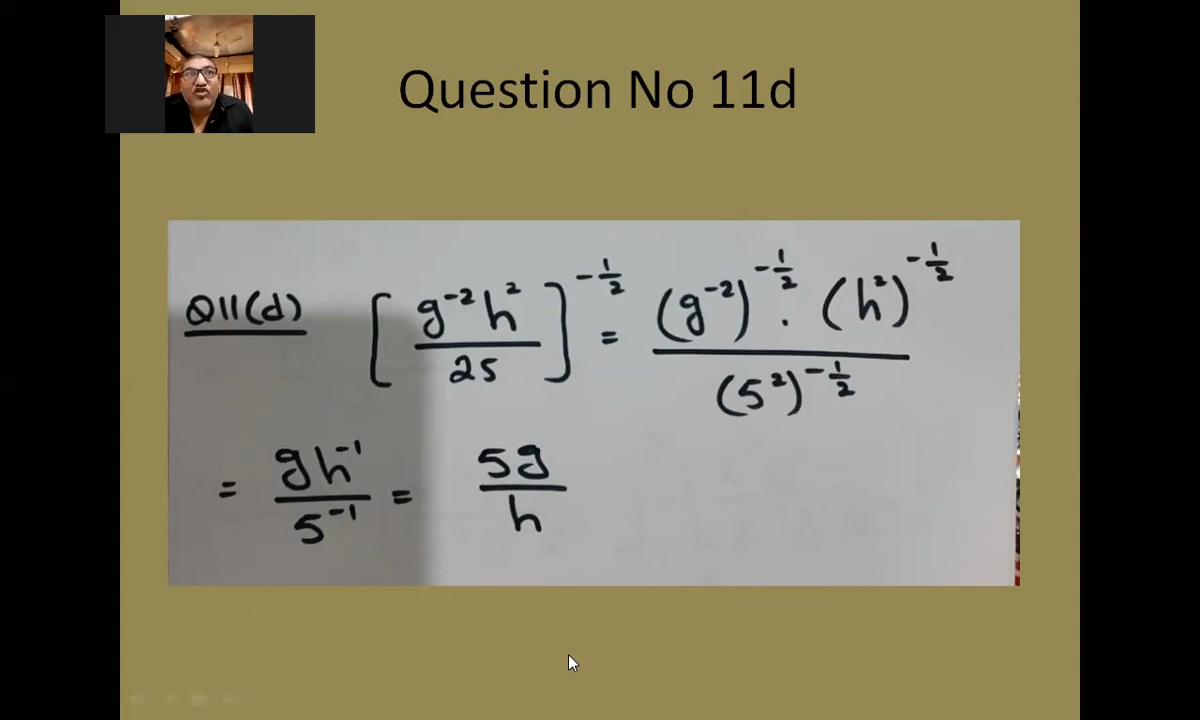 Question No 11d
Q11(d) [g⁻²h²/25]^(-1/2) = (g⁻²)^(-1/2) . (h²)^(-1/2) / (5²)^(-1/2)
= gh⁻¹/5⁻¹ = 5g/h